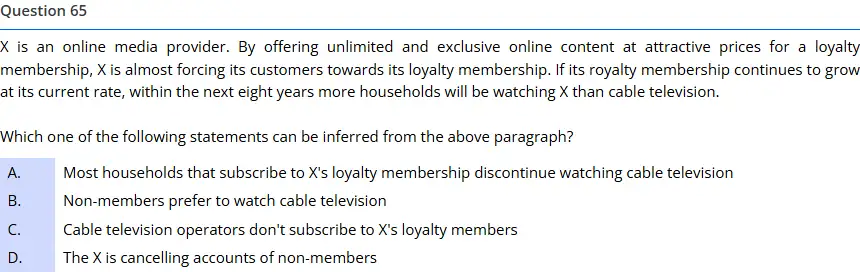 Question 65
X is an online media provider. By offering unlimited and exclusive online content at attractive prices for a loyalty
membership, X is almost forcing its customers towards its loyalty membership. If its royalty membership continues to grow
at its current rate, within the next eight years more households will be watching X than cable television.
Which one of the following statements can be inferred from the above paragraph?
A. Most households that subscribe to X's loyalty membership discontinue watching cable television
B. Non-members prefer to watch cable television
C. Cable television operators don't subscribe to X's loyalty members
D. The X is cancelling accounts of non-members